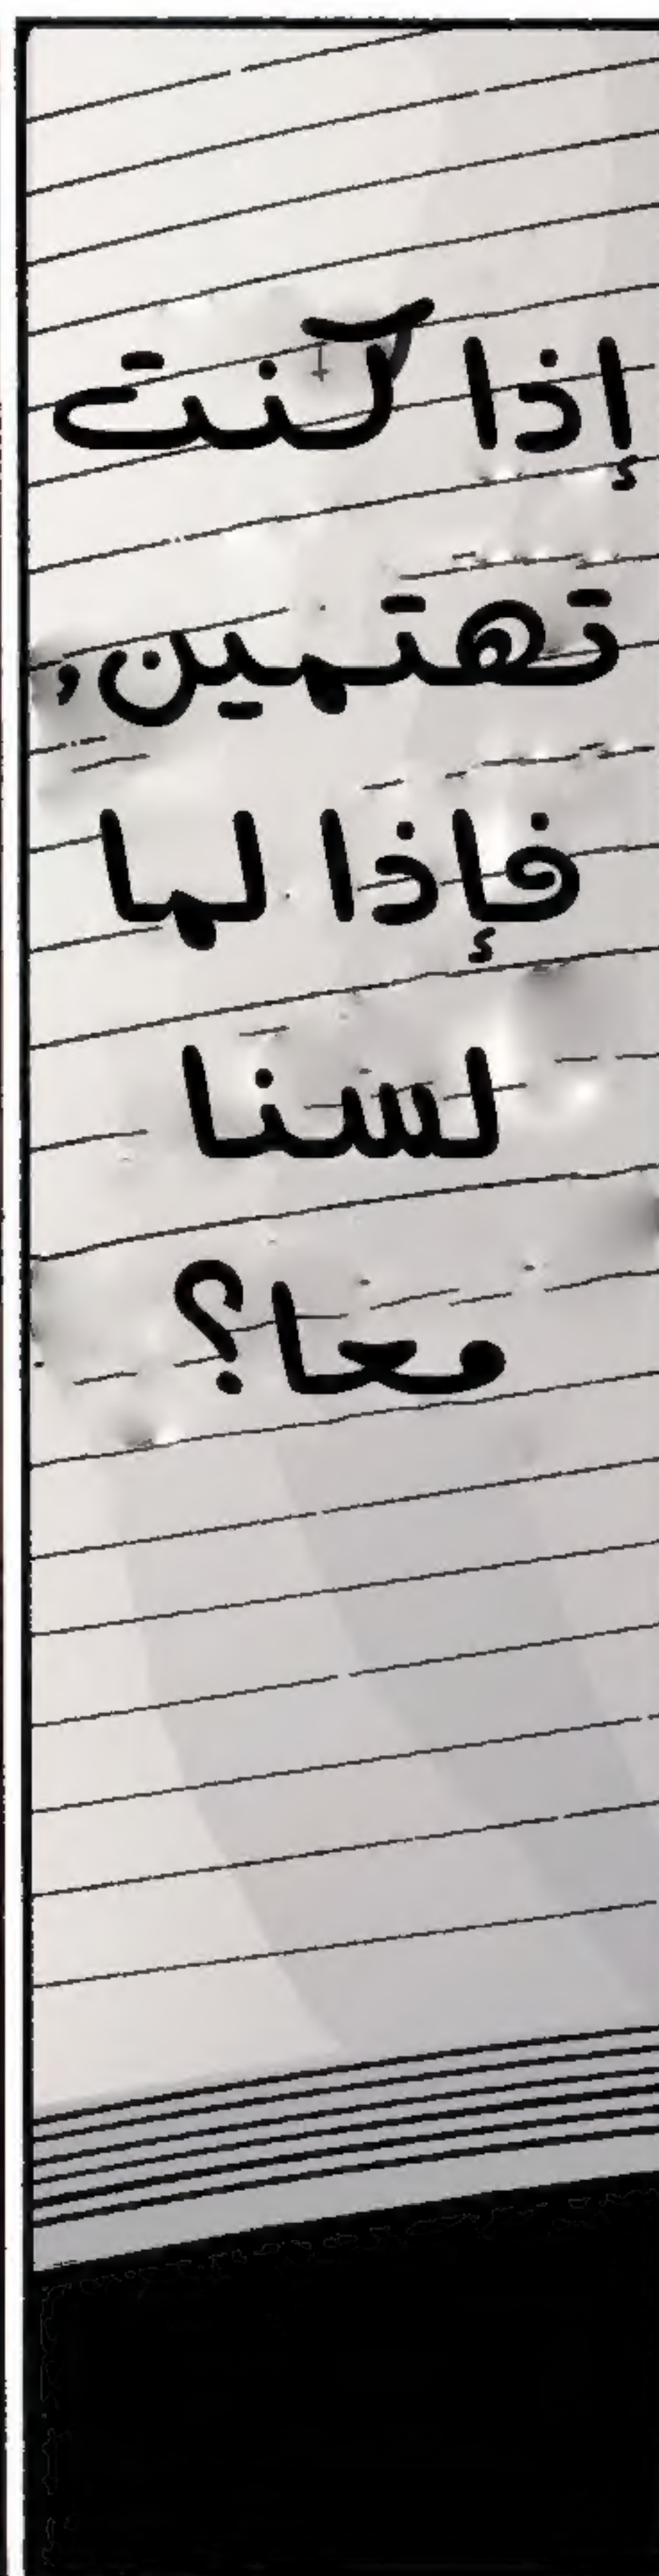 إذا كنت
تهتمين,
فإذا لما
لسنا
معا؟